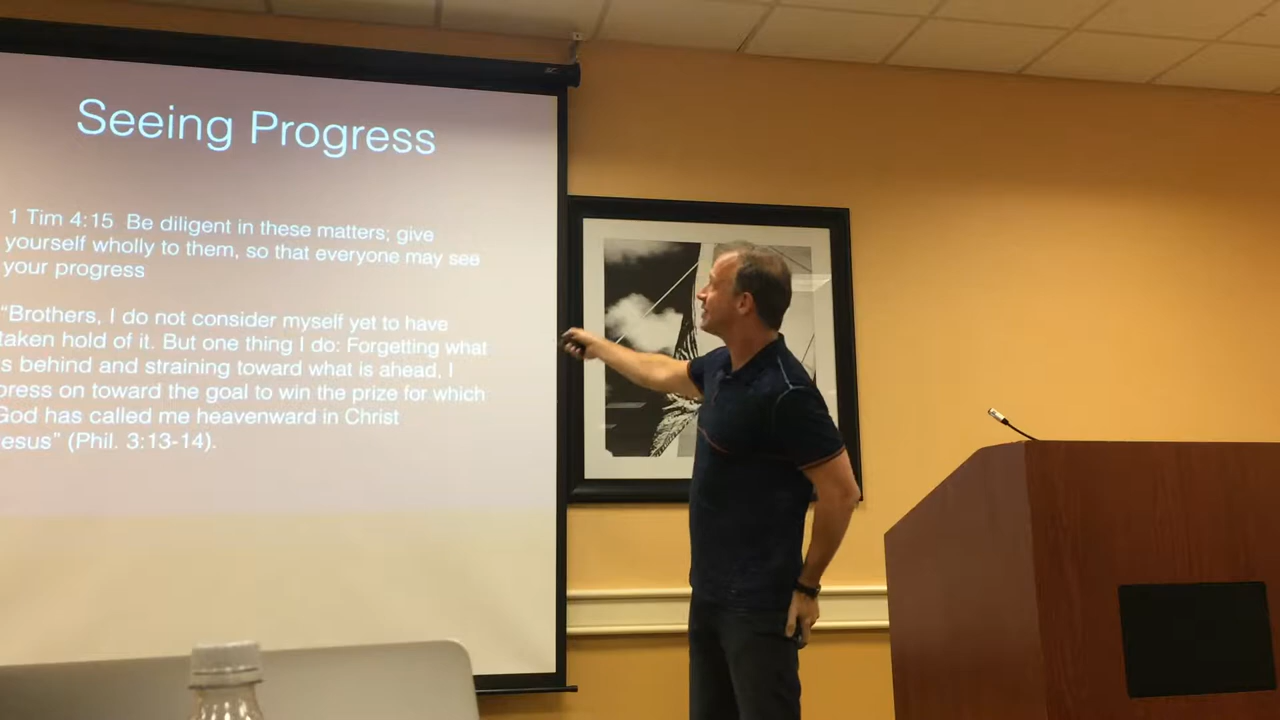 Seeing Progress
1 Tim 4:15 Be diligent in these matters; give
yourself wholly to them, so that everyone may see
your progress
“Brothers, I do not consider myself yet to have
taken hold of it. But one thing I do: Forgetting what
s behind and straining toward what is ahead, I
press on toward the goal to win the prize for which
God has called me heavenward in Christ
esus” (Phil. 3:13-14).